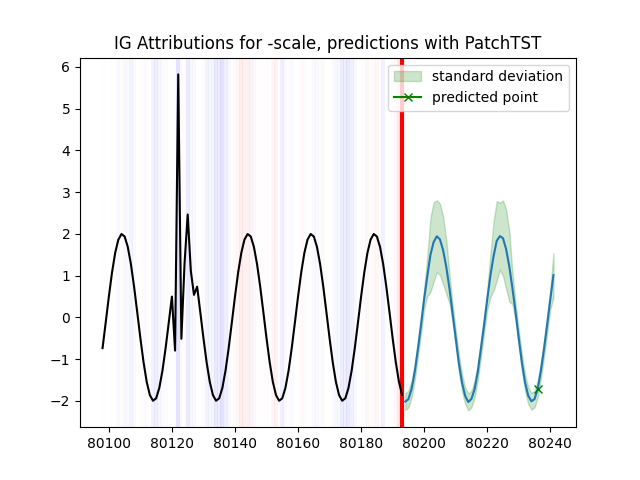 IG Attributions for -scale, predictions with PatchTST
standard deviation
predicted point
6
5
4
3
2
1
0
−1
−2
80100 80120 80140 80160 80180 80200 80220 80240